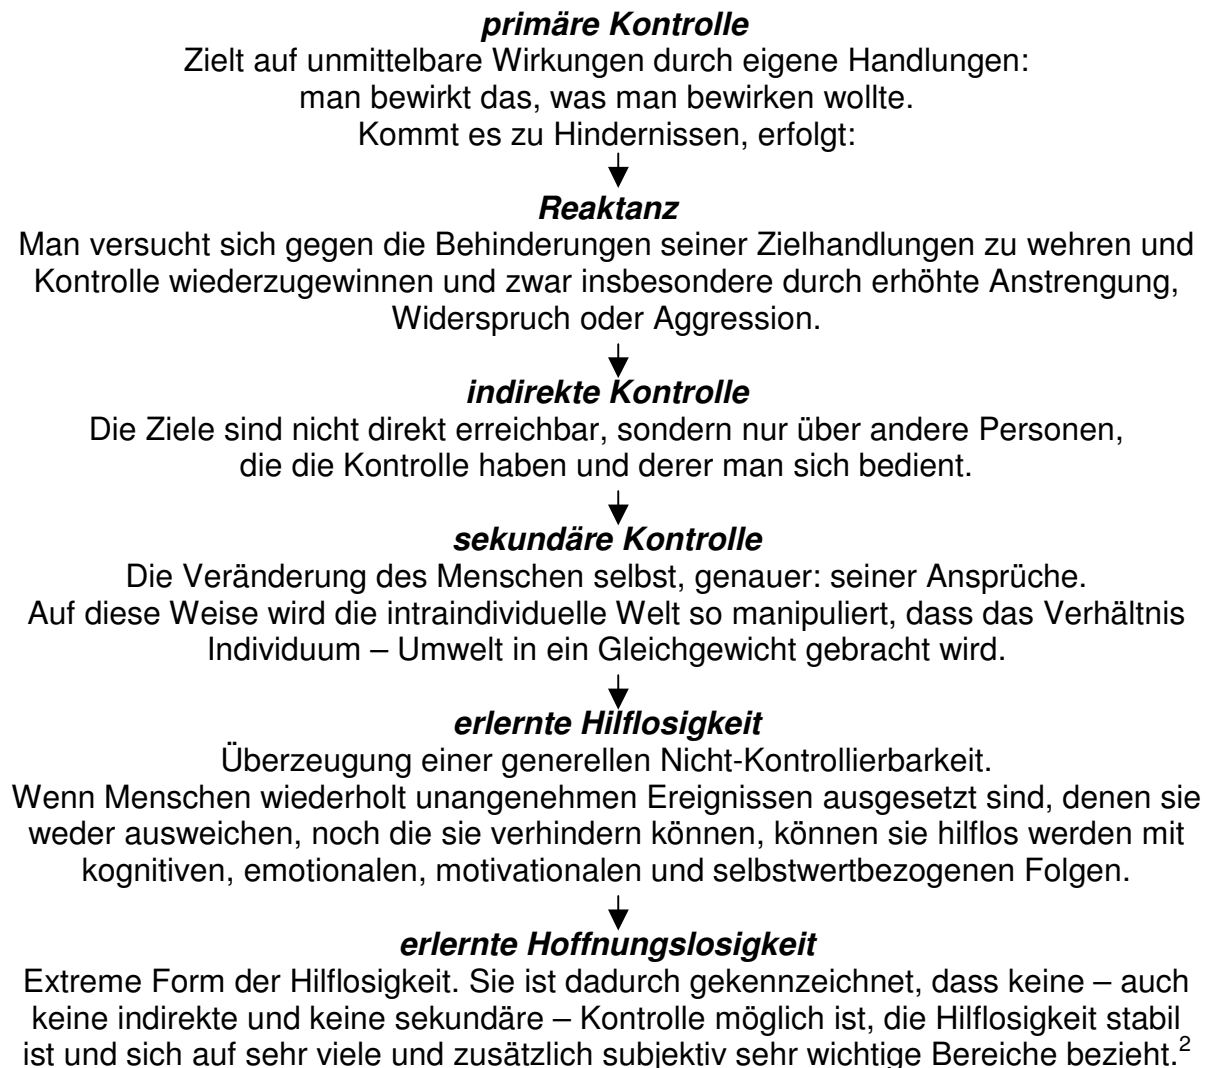 primäre Kontrolle
Zielt auf unmittelbare Wirkungen durch eigene Handlungen:
man bewirkt das, was man bewirken wollte.
Kommt es zu Hindernissen, erfolgt:
Reaktanz
Man versucht sich gegen die Behinderungen seiner Zielhandlungen zu wehren und
Kontrolle wiederzugewinnen und zwar insbesondere durch erhöhte Anstrengung,
Widerspruch oder Aggression.
indirekte Kontrolle
Die Ziele sind nicht direkt erreichbar, sondern nur über andere Personen,
die die Kontrolle haben und derer man sich bedient.
sekundäre Kontrolle
Die Veränderung des Menschen selbst, genauer: seiner Ansprüche.
Auf diese Weise wird die intraindividuelle Welt so manipuliert, dass das Verhältnis
Individuum – Umwelt in ein Gleichgewicht gebracht wird.
erlernte Hilflosigkeit
Überzeugung einer generellen Nicht-Kontrollierbarkeit.
Wenn Menschen wiederholt unangenehmen Ereignissen ausgesetzt sind, denen sie
weder ausweichen, noch die sie verhindern können, können sie hilflos werden mit
kognitiven, emotionalen, motivationalen und selbstwertbezogenen Folgen.
erlernte Hoffnungslosigkeit
Extreme Form der Hilflosigkeit. Sie ist dadurch gekennzeichnet, dass keine – auch
keine indirekte und keine sekundäre – Kontrolle möglich ist, die Hilflosigkeit stabil
ist und sich auf sehr viele und zusätzlich subjektiv sehr wichtige Bereiche bezieht.²